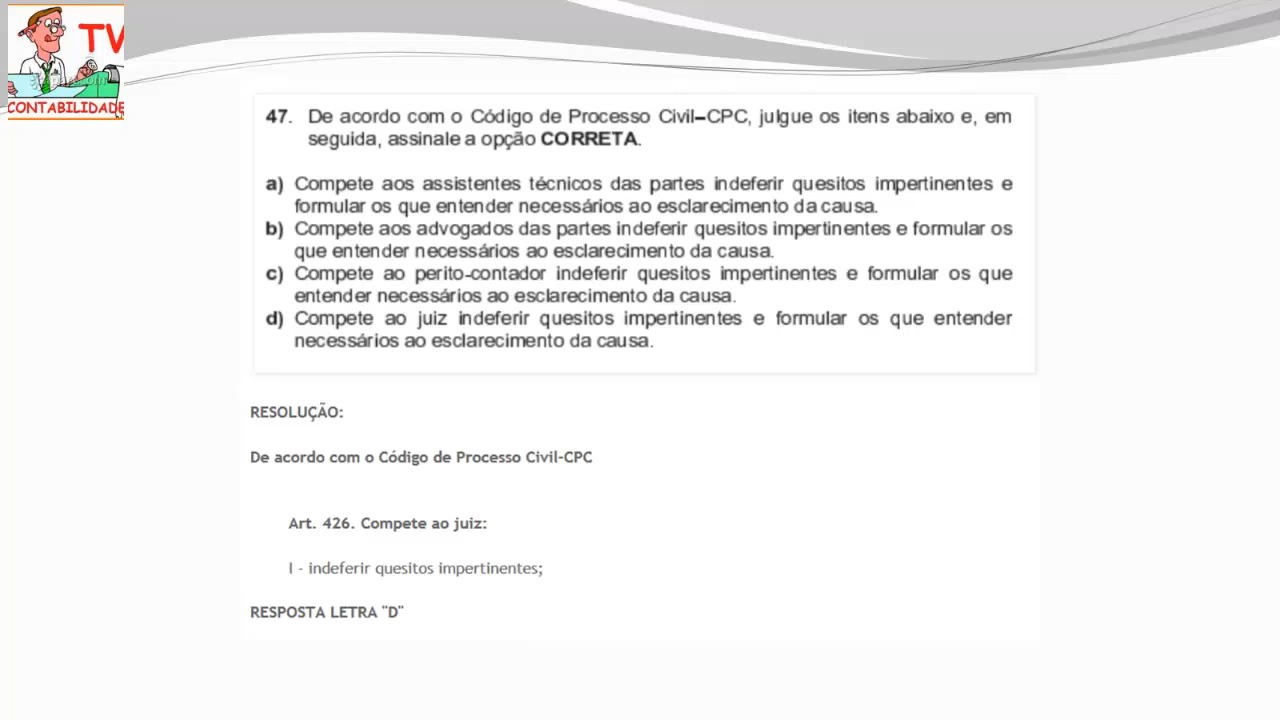 TV
CONTABILIDADE
47. De acordo com o Código de Processo Civil–CPC, julgue os itens abaixo e, em
seguida, assinale a opção CORRETA.
a) Compete aos assistentes técnicos das partes indeferir quesitos impertinentes e
formular os que entender necessários ao esclarecimento da causa.
b) Compete aos advogados das partes indeferir quesitos impertinentes e formular os
que entender necessários ao esclarecimento da causa.
c) Compete ao perito-contador indeferir quesitos impertinentes e formular os que
entender necessários ao esclarecimento da causa.
d) Compete ao juiz indeferir quesitos impertinentes e formular os que entender
necessários ao esclarecimento da causa.
RESOLUÇÃO:
De acordo com o Código de Processo Civil-CPC
Art. 426. Compete ao juiz:
I - indeferir quesitos impertinentes;
RESPOSTA LETRA "D"